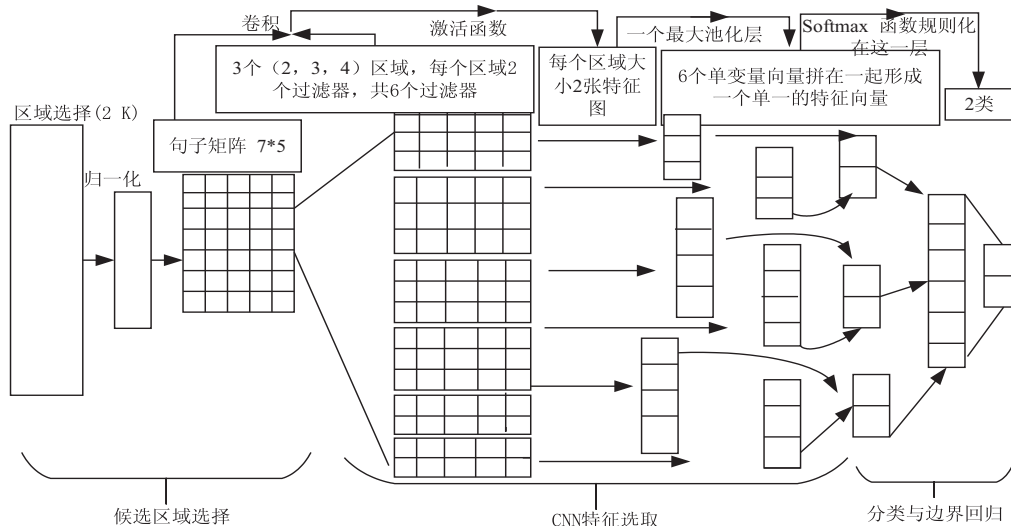 卷积
激活函数
一个最大池化层
Softmax 函数规则化
在这一层
3个（2，3，4）区域，每个区域2
个过滤器，共6个过滤器
每个区域大
小2张特征
图
6个单变量向量拼在一起形成
一个单一的特征向量
2类
区域选择(2 K)
句子矩阵 7*5
归一化
候选区域选择
CNN特征选取
分类与边界回归